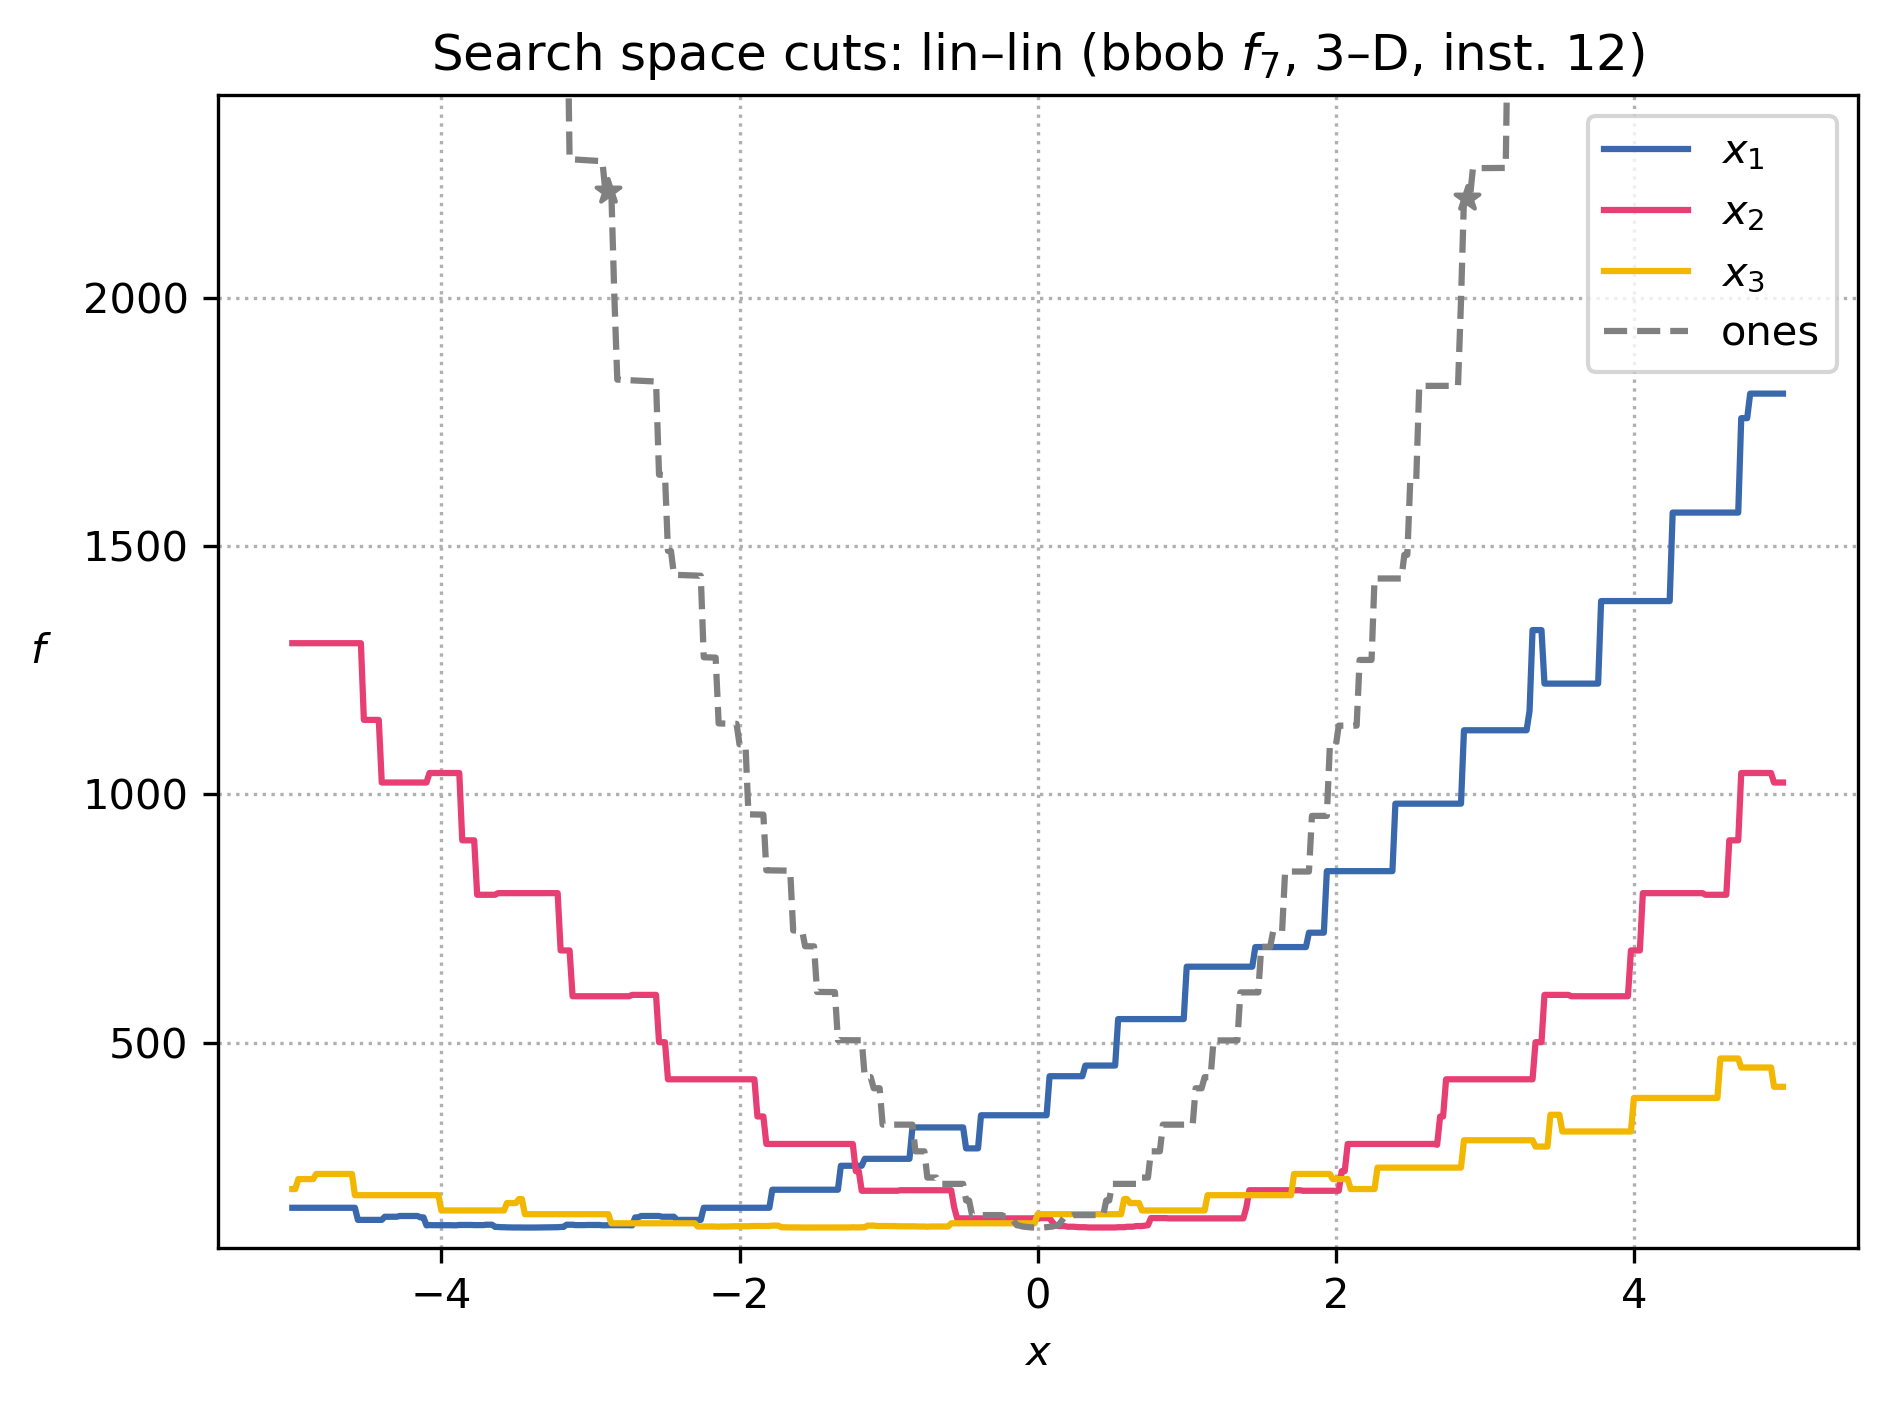 Search space cuts: lin–lin (bbob f₇, 3–D, inst. 12)
x₁
x₂
x₃
ones
2000
1500
1000
500
f
−4
−2
0
2
4
x